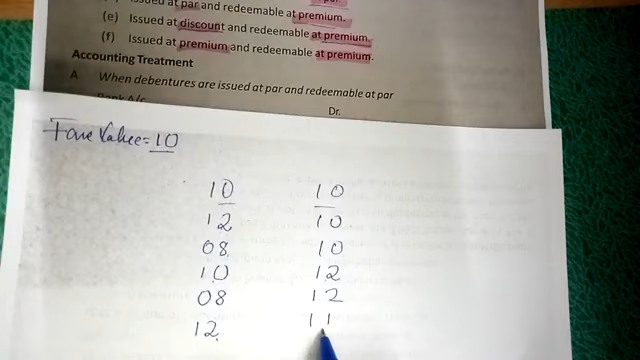 at par and redeemable at premium.
(e) Issued at discount and redeemable at premium.
(f) Issued at premium and redeemable at premium.
Accounting Treatment
A. When debentures are issued at par and redeemable at par
Bank A/c
Dr.
Face Value = 10
10 10
12 10
08 10
10 12
08 12
12 11